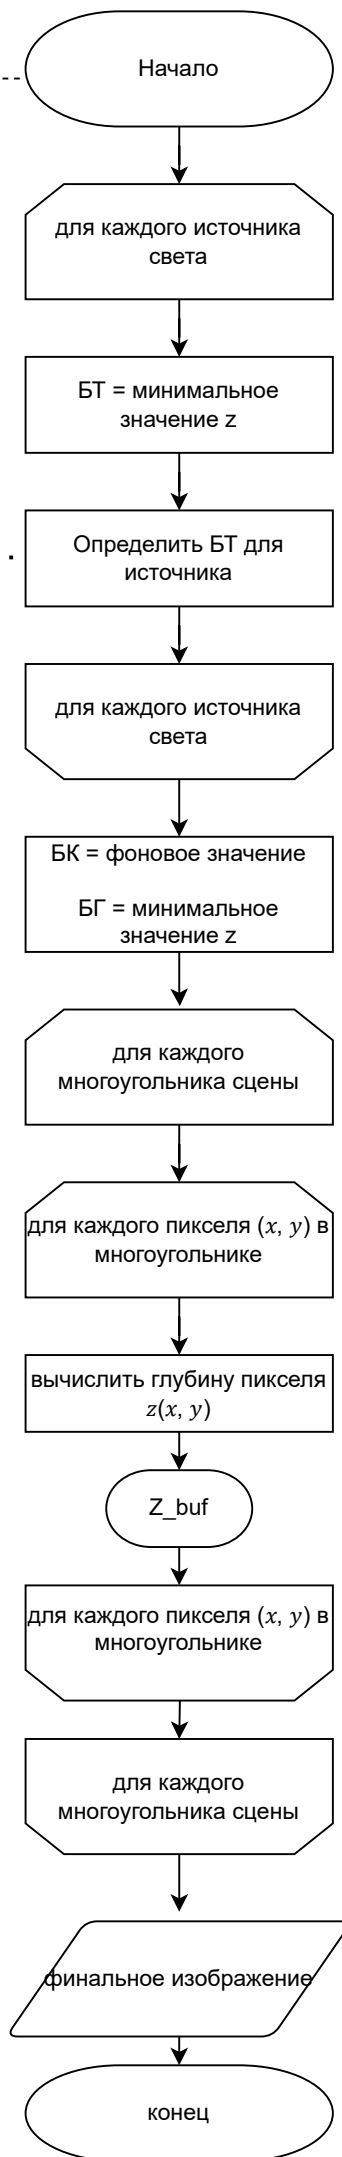 Начало
для каждого источника
света
БТ = минимальное
значение z
Определить БТ для
источника
для каждого источника
света
БК = фоновое значение
БГ = минимальное
значение z
для каждого
многоугольника сцены
для каждого пикселя (x, y) в
многоугольнике
вычислить глубину пикселя
z(x, y)
Z_buf
для каждого пикселя (x, y) в
многоугольнике
для каждого
многоугольника сцены
финальное изображение
конец